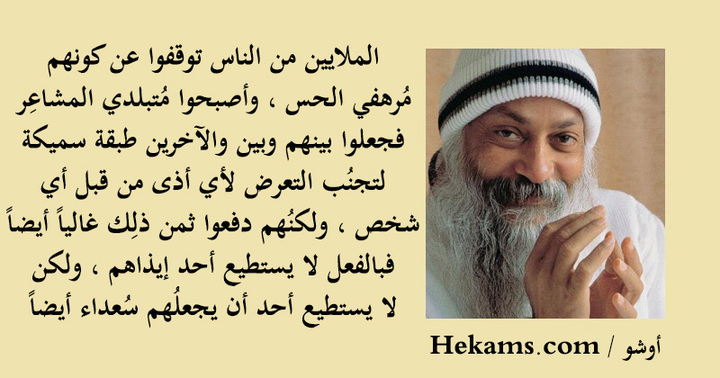 الملايين من الناس توقفوا عن كونهم
مُرهفي الحس ، وأصبحوا مُتبلدي المشاعِر
فجعلوا بينهم وبين والآخرين طبقة سميكة
لتجنُب التعرض لأي أذى من قبل أي
شخص ، ولكنُهم دفعوا ثمن ذلِك غالياً أيضاً
فبالفعل لا يستطيع أحد إيذاهم ، ولكن
لا يستطيع أحد أن يجعلُهم سُعداء أيضاً
أوشو / Hekams.com